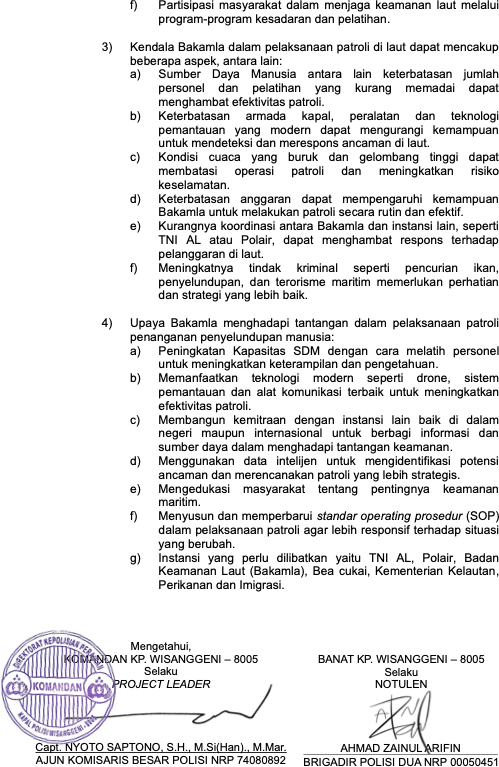 f) Partisipasi masyarakat dalam menjaga keamanan laut melalui
program-program kesadaran dan pelatihan.
3) Kendala Bakamla dalam pelaksanaan patroli di laut dapat mencakup
beberapa aspek, antara lain:
a) Sumber Daya Manusia antara lain keterbatasan jumlah
personel dan pelatihan yang kurang memadai dapat
menghambat efektivitas patroli.
b) Keterbatasan armada kapal, peralatan dan teknologi
pemantauan yang modern dapat mengurangi kemampuan
untuk mendeteksi dan merespons ancaman di laut.
c) Kondisi cuaca yang buruk dan gelombang tinggi dapat
membatasi operasi patroli dan meningkatkan risiko
keselamatan.
d) Keterbatasan anggaran dapat mempengaruhi kemampuan
Bakamla untuk melakukan patroli secara rutin dan efektif.
e) Kurangnya koordinasi antara Bakamla dan instansi lain, seperti
TNI AL atau Polair, dapat menghambat respons terhadap
pelanggaran di laut.
f) Meningkatnya tindak kriminal seperti pencurian ikan,
penyelundupan, dan terorisme maritim memerlukan perhatian
dan strategi yang lebih baik.
4) Upaya Bakamla menghadapi tantangan dalam pelaksanaan patroli
penanganan penyelundupan manusia:
a) Peningkatan Kapasitas SDM dengan cara melatih personel
untuk meningkatkan keterampilan dan pengetahuan.
b) Memanfaatkan teknologi modern seperti drone, sistem
pemantauan dan alat komunikasi terbaik untuk meningkatkan
efektivitas patroli.
c) Membangun kemitraan dengan instansi lain baik di dalam
negeri maupun internasional untuk berbagi informasi dan
sumber daya dalam menghadapi tantangan keamanan.
d) Menggunakan data intelijen untuk mengidentifikasi potensi
ancaman dan merencanakan patroli yang lebih strategis.
e) Mengedukasi masyarakat tentang pentingnya keamanan
maritim.
f) Menyusun dan memperbarui standar operating prosedur (SOP)
dalam pelaksanaan patroli agar lebih responsif terhadap situasi
yang berubah.
g) Instansi yang perlu dilibatkan yaitu TNI AL, Polair, Badan
Keamanan Laut (Bakamla), Bea cukai, Kementerian Kelautan,
Perikanan dan Imigrasi.
Mengetahui,
KOMANDAN KP. WISANGGENI – 8005
Selaku
PROJECT LEADER
DIREKTORAT KEPOLISIAN PERAIRAN
KOMANDAN
KAPAL POLISI WISANGGENI - 8005
Capt. NYOTO SAPTONO, S.H., M.Si(Han)., M.Mar.
AJUN KOMISARIS BESAR POLISI NRP 74080892
BANAT KP. WISANGGENI – 8005
Selaku
NOTULEN
AHMAD ZAINUL ARIFIN
BRIGADIR POLISI DUA NRP 00050451